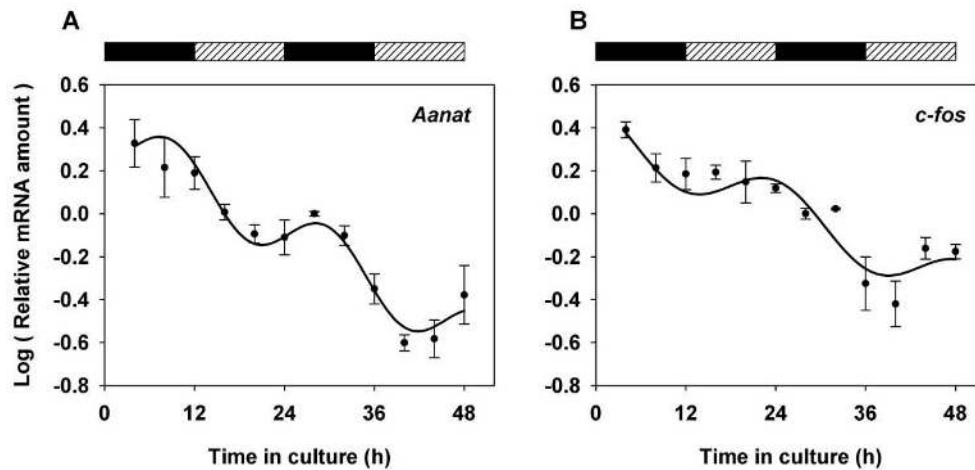 A
B
Aanat
c-fos
0.6
0.4
0.2
0.0
-0.2
-0.4
-0.6
-0.8
0.6
0.4
0.2
0.0
-0.2
-0.4
-0.6
-0.8
Log ( Relative mRNA amount )
0 12 24 36 48
0 12 24 36 48
Time in culture (h)
Time in culture (h)